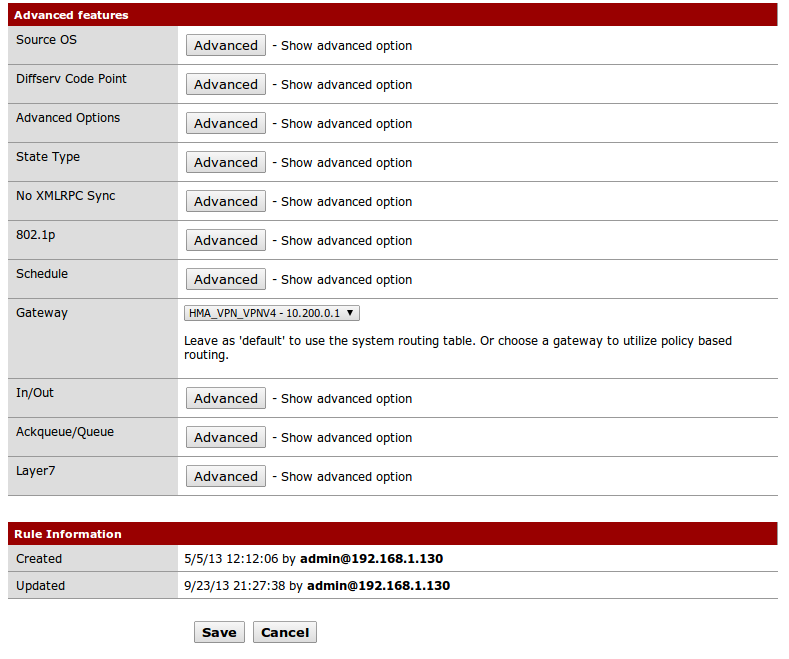 Advanced features
Source OS
Advanced - Show advanced option
Diffserv Code Point
Advanced - Show advanced option
Advanced Options
Advanced - Show advanced option
State Type
Advanced - Show advanced option
No XMLRPC Sync
Advanced - Show advanced option
802.1p
Advanced - Show advanced option
Schedule
Advanced - Show advanced option
Gateway
HMA_VPN_VPNV4 - 10.200.0.1
Leave as 'default' to use the system routing table. Or choose a gateway to utilize policy based
routing.
In/Out
Advanced - Show advanced option
Ackqueue/Queue
Advanced - Show advanced option
Layer7
Advanced - Show advanced option
Rule Information
Created 5/5/13 12:12:06 by admin@192.168.1.130
Updated 9/23/13 21:27:38 by admin@192.168.1.130
Save Cancel